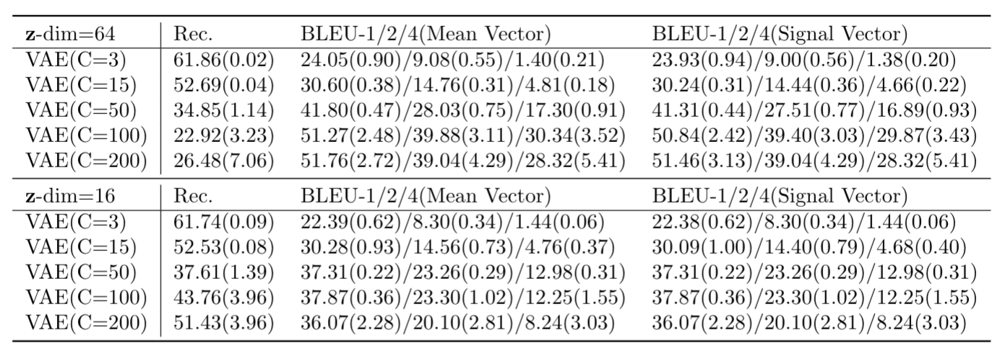 z-dim=64 Rec. BLEU-1/2/4(Mean Vector) BLEU-1/2/4(Signal Vector)
VAE(C=3) 61.86(0.02) 24.05(0.90)/9.08(0.55)/1.40(0.21) 23.93(0.94)/9.00(0.56)/1.38(0.20)
VAE(C=15) 52.69(0.04) 30.60(0.38)/14.76(0.31)/4.81(0.18) 30.24(0.31)/14.44(0.36)/4.66(0.22)
VAE(C=50) 34.85(1.14) 41.80(0.47)/28.03(0.75)/17.30(0.91) 41.31(0.44)/27.51(0.77)/16.89(0.93)
VAE(C=100) 22.92(3.23) 51.27(2.48)/39.88(3.11)/30.34(3.52) 50.84(2.42)/39.40(3.03)/29.87(3.43)
VAE(C=200) 26.48(7.06) 51.76(2.72)/39.04(4.29)/28.32(5.41) 51.46(3.13)/39.04(4.29)/28.32(5.41)
z-dim=16 Rec. BLEU-1/2/4(Mean Vector) BLEU-1/2/4(Signal Vector)
VAE(C=3) 61.74(0.09) 22.39(0.62)/8.30(0.34)/1.44(0.06) 22.38(0.62)/8.30(0.34)/1.44(0.06)
VAE(C=15) 52.53(0.08) 30.28(0.93)/14.56(0.73)/4.76(0.37) 30.09(1.00)/14.40(0.79)/4.68(0.40)
VAE(C=50) 37.61(1.39) 37.31(0.22)/23.26(0.29)/12.98(0.31) 37.31(0.22)/23.26(0.29)/12.98(0.31)
VAE(C=100) 43.76(3.96) 37.87(0.36)/23.30(1.02)/12.25(1.55) 37.87(0.36)/23.30(1.02)/12.25(1.55)
VAE(C=200) 51.43(3.96) 36.07(2.28)/20.10(2.81)/8.24(3.03) 36.07(2.28)/20.10(2.81)/8.24(3.03)